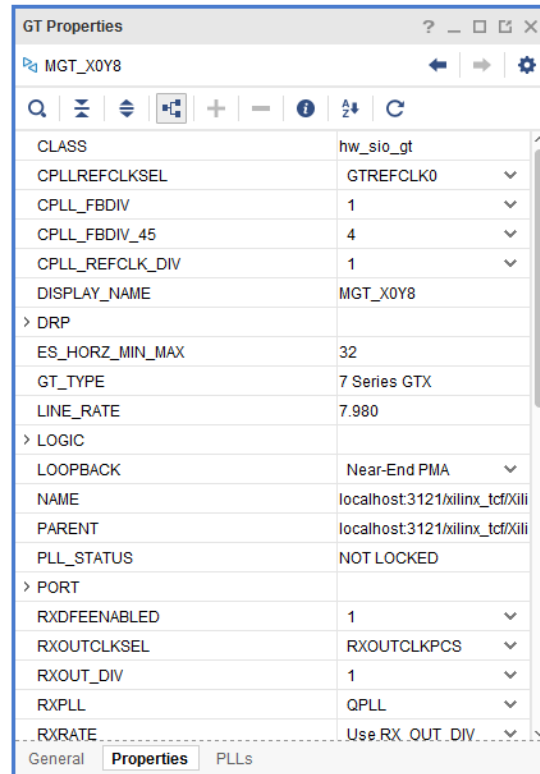 GT Properties
MGT_X0Y8
CLASS hw_sio_gt
CPLLREFCLKSEL GTREFCLK0
CPLL_FBDIV 1
CPLL_FBDIV_45 4
CPLL_REFCLK_DIV 1
DISPLAY_NAME MGT_X0Y8
DRP
ES_HORZ_MIN_MAX 32
GT_TYPE 7 Series GTX
LINE_RATE 7.980
LOGIC
LOOPBACK Near-End PMA
NAME localhost:3121/xilinx_tcf/Xili
PARENT localhost:3121/xilinx_tcf/Xili
PLL_STATUS NOT LOCKED
PORT
RXDFEENABLED 1
RXOUTCLKSEL RXOUTCLKPCS
RXOUT_DIV 1
RXPLL QPLL
RXRATE Use RX_OUT_DIV
General Properties PLLs